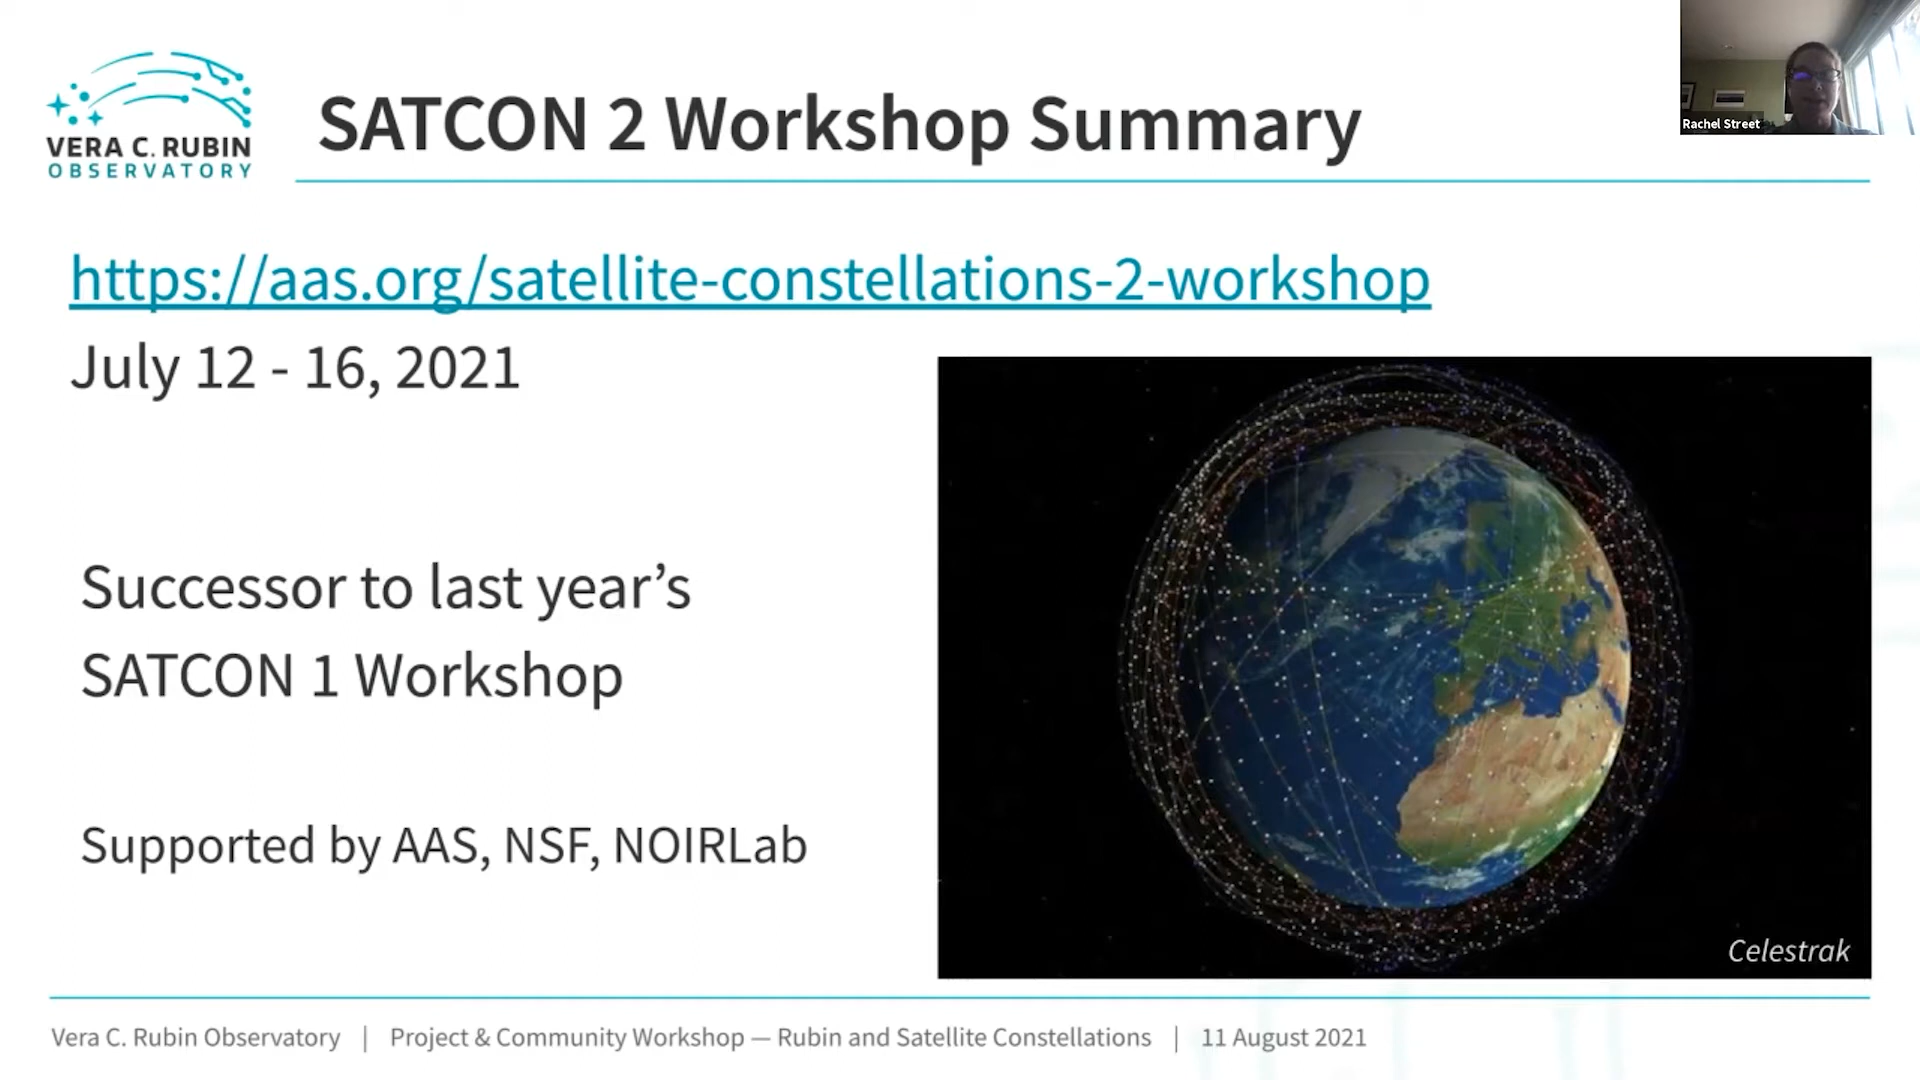 VERA C. RUBIN
OBSERVATORY
SATCON 2 Workshop Summary
Rachel Street
https://aas.org/satellite-constellations-2-workshop
July 12 - 16, 2021
Successor to last year’s
SATCON 1 Workshop
Supported by AAS, NSF, NOIRLab
Celestrak
Vera C. Rubin Observatory | Project & Community Workshop — Rubin and Satellite Constellations | 11 August 2021